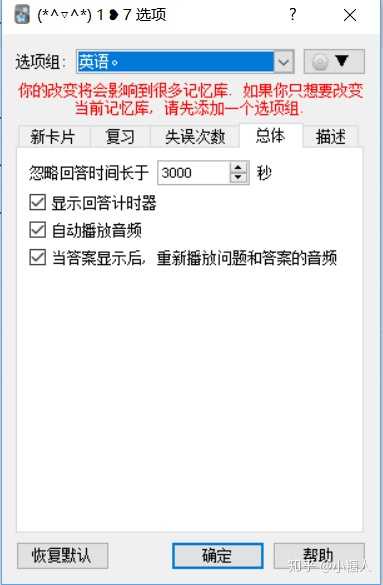 (*^▽^*) 1 ❥ 7 选项
选项组: 英语。
你的改变将会影响到很多记忆库. 如果你只想要改变
当前记忆库, 请先添加一个选项组.
新卡片 复习 失误次数 总体 描述
忽略回答时间长于 3000 秒
显示回答计时器
自动播放音频
当答案显示后, 重新播放问题和答案的音频
恢复默认 确定 帮助
知乎 @小懒人